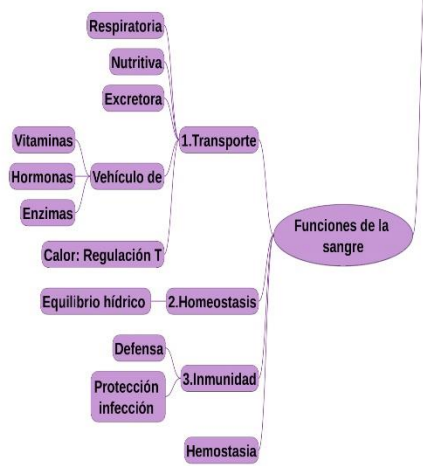 Respiratoria
Nutritiva
Excretora
1.Transporte
Vitaminas
Hormonas
Vehículo de
Enzimas
Calor: Regulación T
Funciones de la
sangre
Equilibrio hídrico
2.Homeostasis
Defensa
3.Inmunidad
Protección
infección
Hemostasia